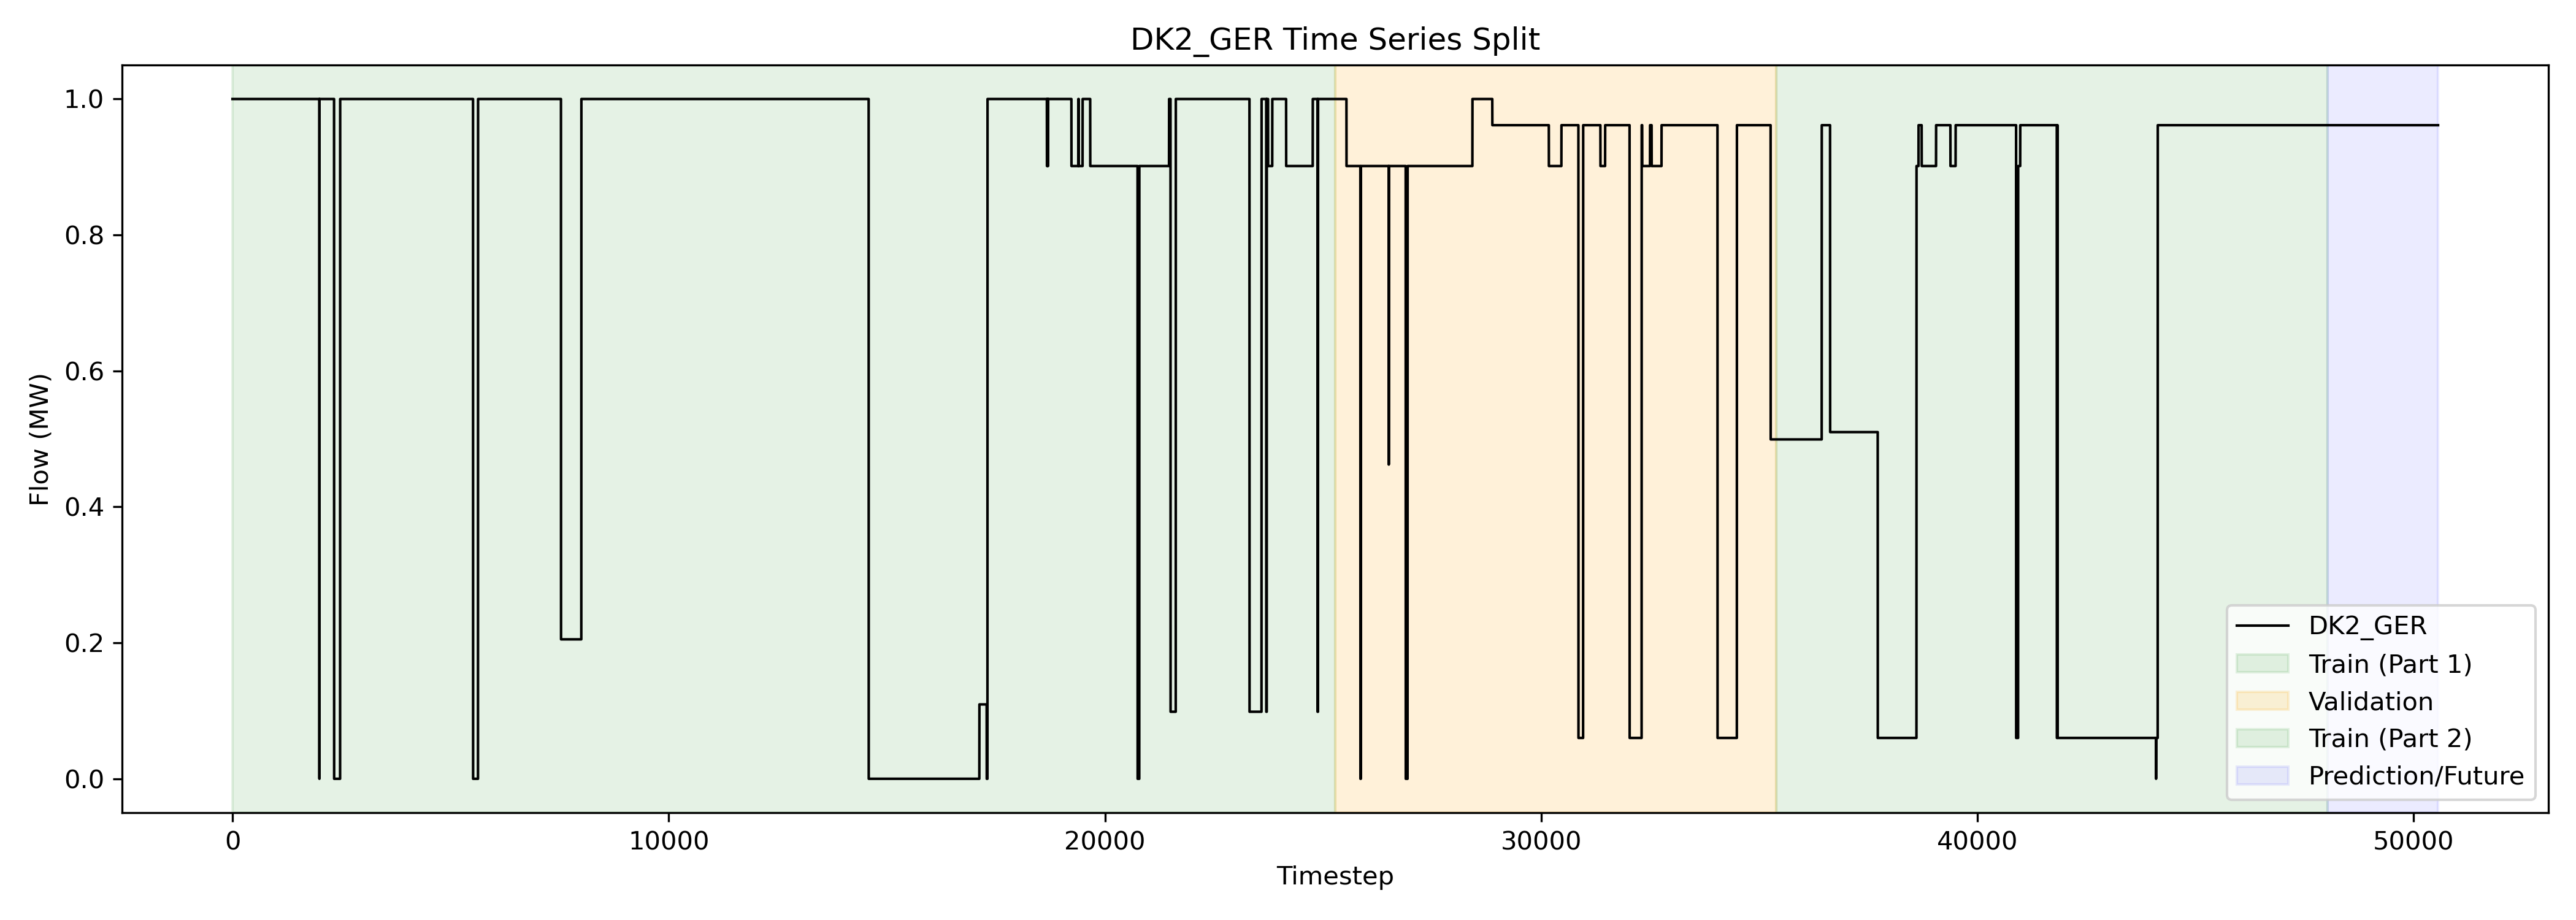 DK2_GER Time Series Split
Flow (MW)
1.0
0.8
0.6
0.4
0.2
0.0
0 10000 20000 30000 40000 50000
Timestep
DK2_GER
Train (Part 1)
Validation
Train (Part 2)
Prediction/Future